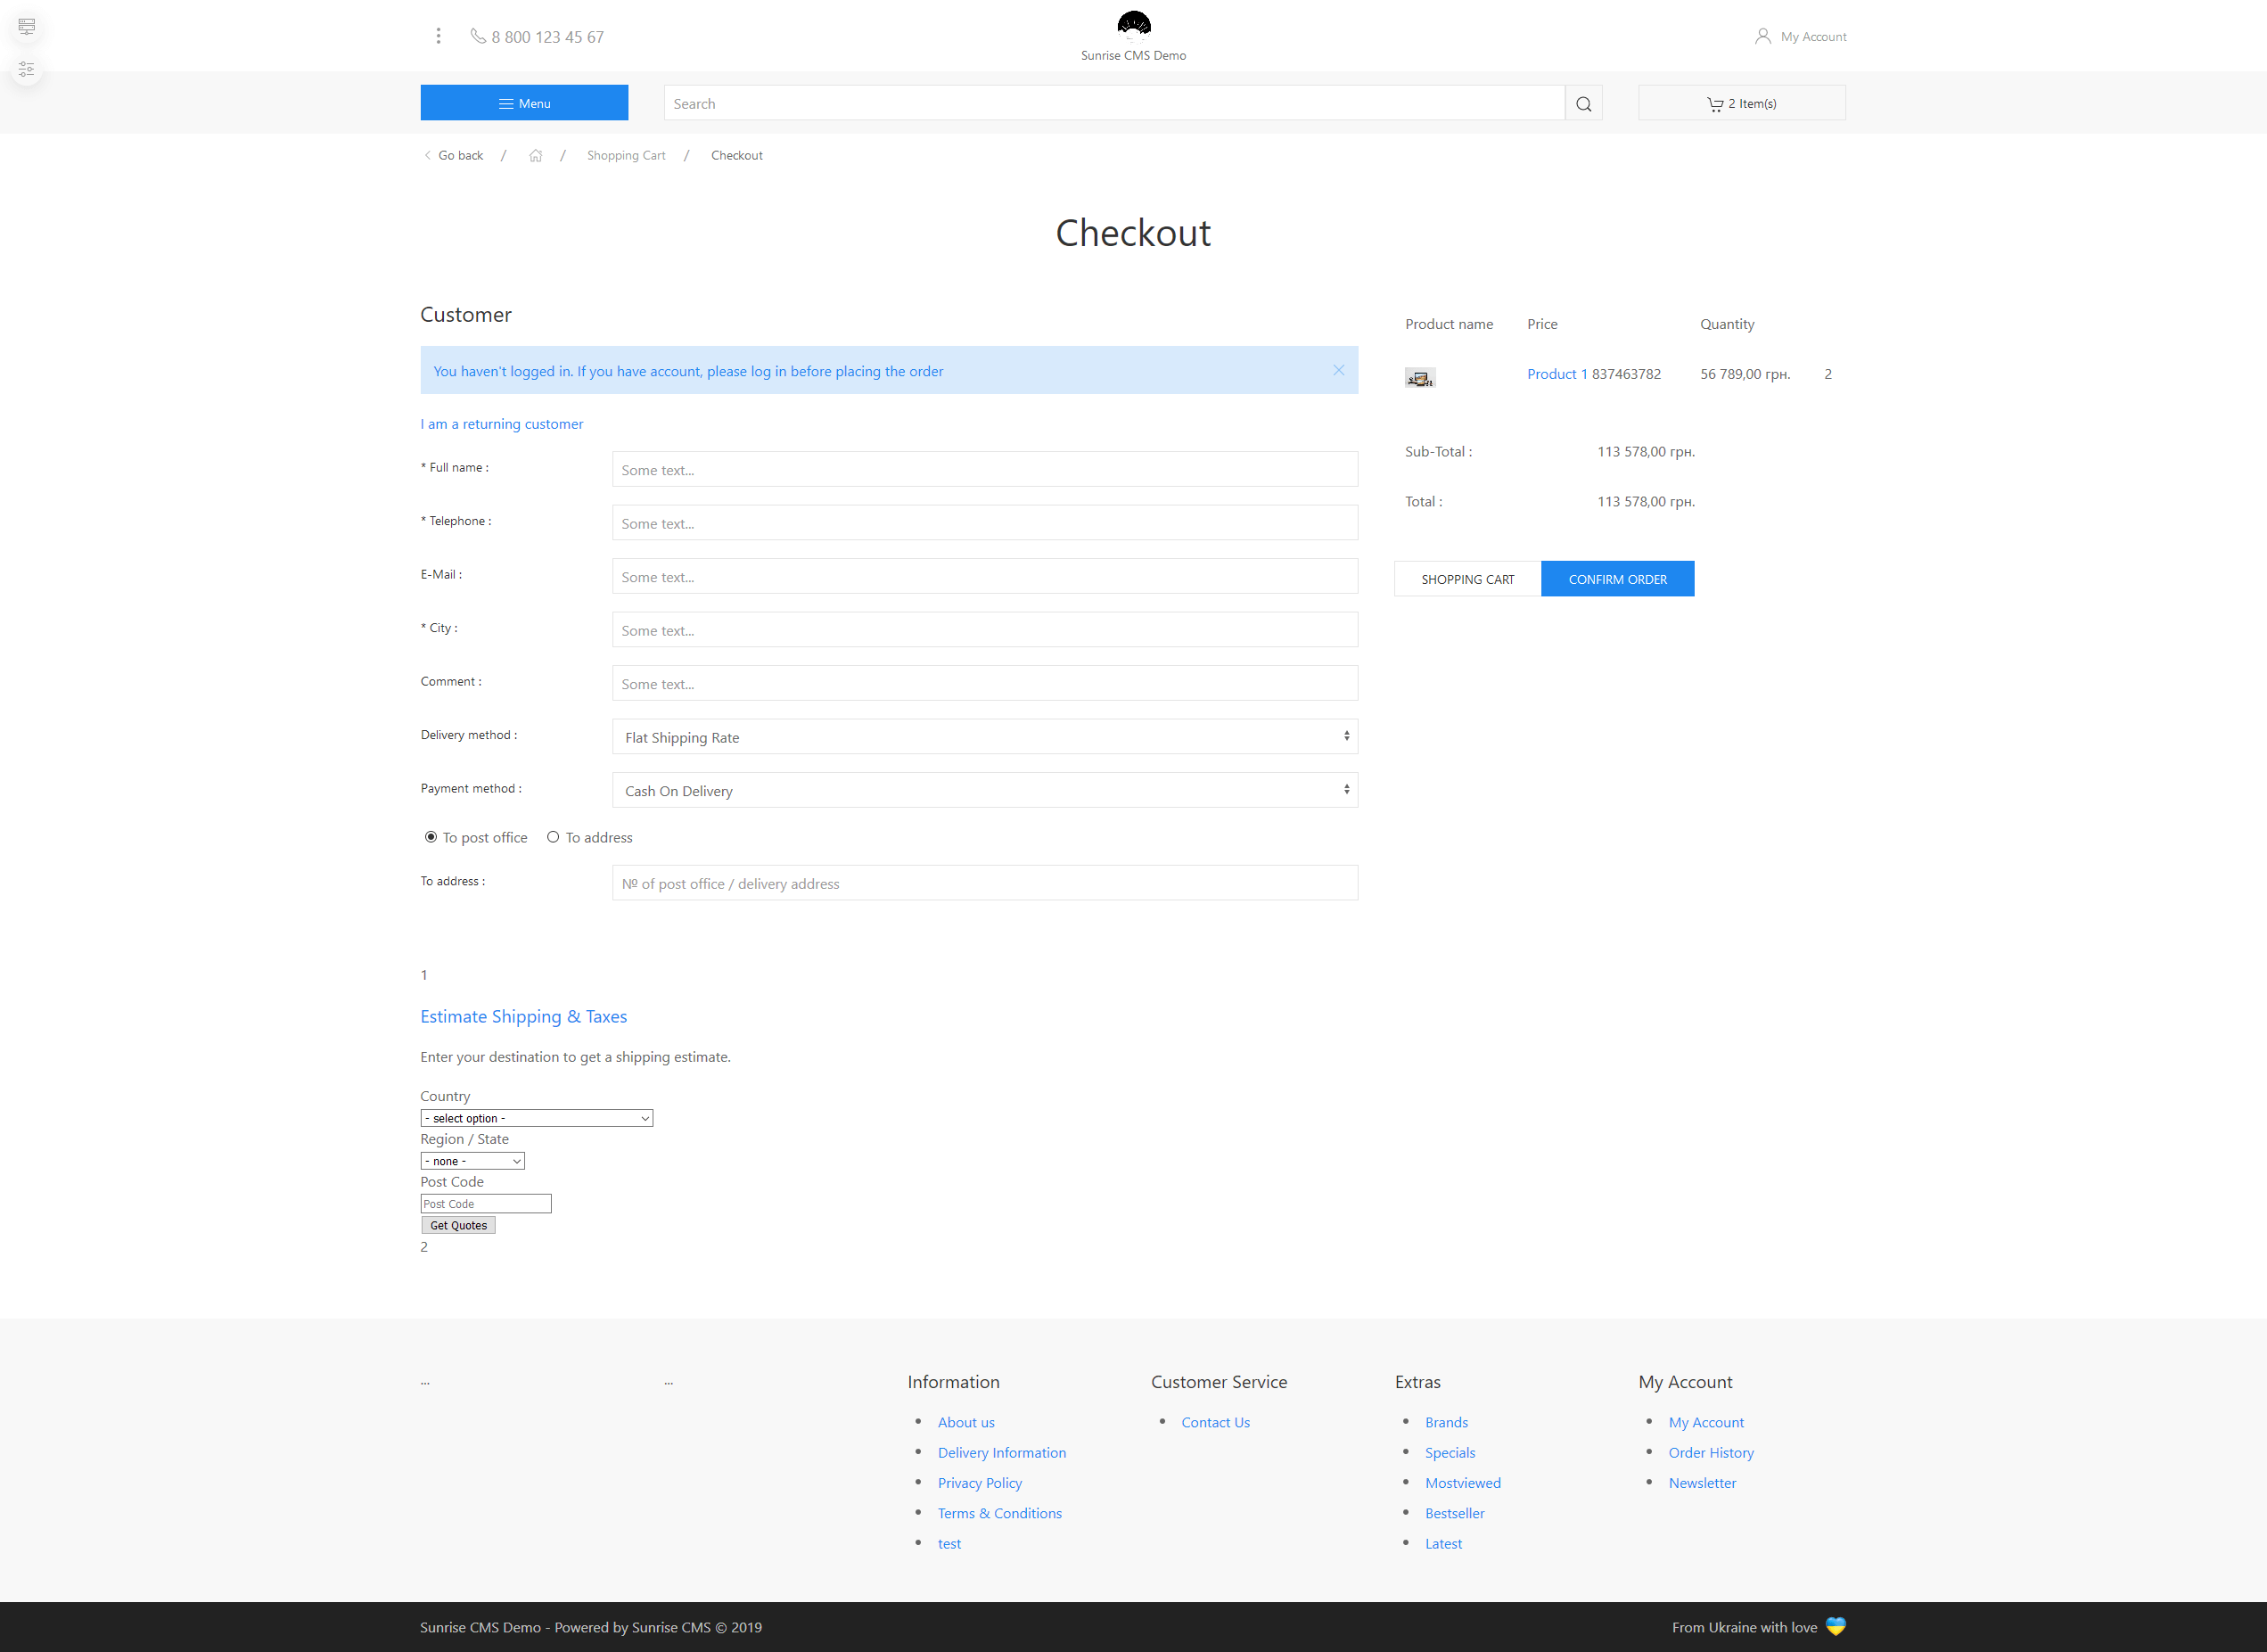 8 800 123 45 67
Sunrise CMS Demo
My Account
Menu
Search
2 Item(s)
Go back / / Shopping Cart / Checkout
Checkout
Customer
You haven't logged in. If you have account, please log in before placing the order
I am a returning customer
* Full name :
Some text...
* Telephone :
Some text...
E-Mail :
Some text...
* City :
Some text...
Comment :
Some text...
Delivery method :
Flat Shipping Rate
Payment method :
Cash On Delivery
To post office
To address
To address :
№ of post office / delivery address
Product name Price Quantity
Product 1 837463782 56 789,00 грн. 2
Sub-Total : 113 578,00 грн.
Total : 113 578,00 грн.
SHOPPING CART
CONFIRM ORDER
1
Estimate Shipping & Taxes
Enter your destination to get a shipping estimate.
Country
- select option -
Region / State
- none -
Post Code
Post Code
Get Quotes
2
...
...
Information
About us
Delivery Information
Privacy Policy
Terms & Conditions
test
Customer Service
Contact Us
Extras
Brands
Specials
Mostviewed
Bestseller
Latest
My Account
My Account
Order History
Newsletter
Sunrise CMS Demo - Powered by Sunrise CMS © 2019
From Ukraine with love